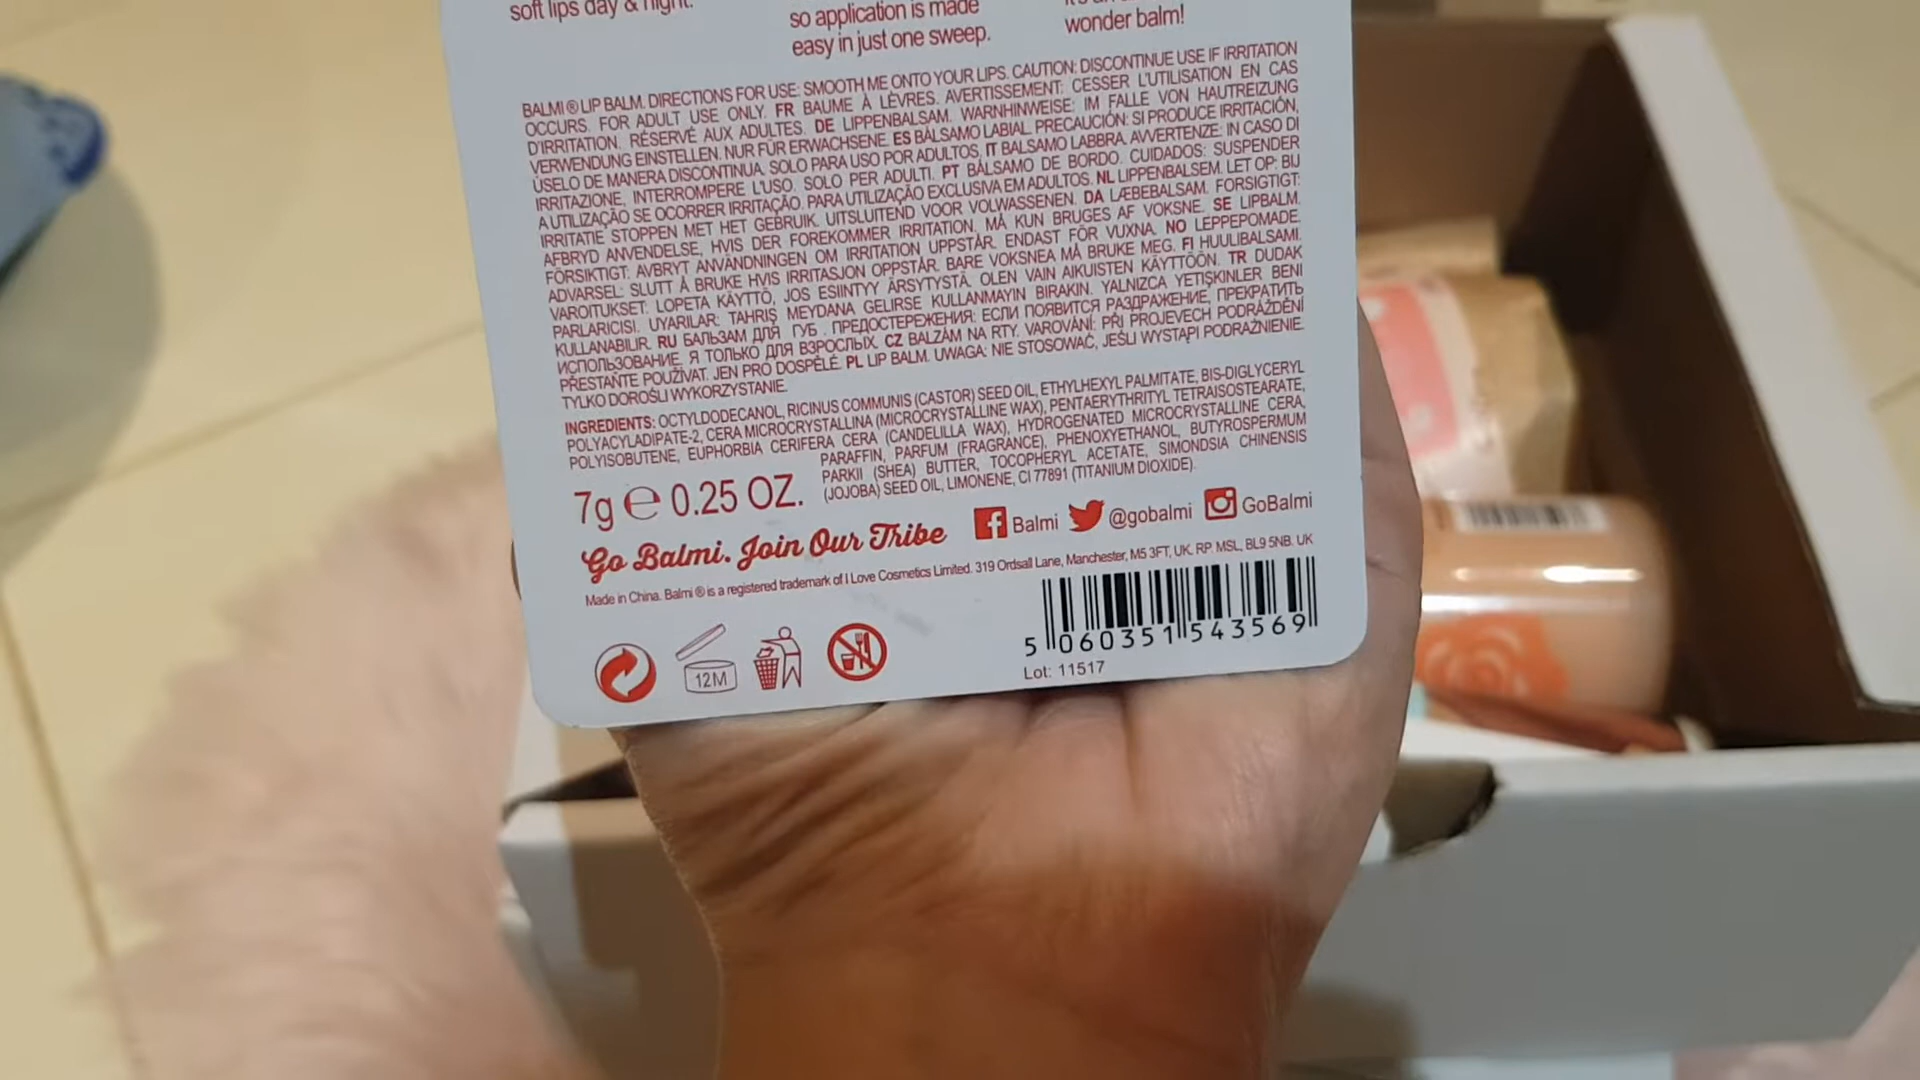 soft lips day & night.
so application is made
easy in just one sweep.
wonder balm!
BALMI ® LIP BALM. DIRECTIONS FOR USE: SMOOTH ME ONTO YOUR LIPS. CAUTION: DISCONTINUE USE IF IRRITATION
OCCURS. FOR ADULT USE ONLY. FR BAUME À LÈVRES. AVERTISSEMENT: CESSER L'UTILISATION EN CAS
D'IRRITATION. RÉSERVÉ AUX ADULTES. DE LIPPENBALSAM. WARNHINWEISE: IM FALLE VON HAUTREIZUNG
VERWENDUNG EINSTELLEN. NUR FÜR ERWACHSENE. ES BÁLSAMO LABIAL. PRECAUCIÓN: SI PRODUCE IRRITACIÓN,
ÚSELO DE MANERA DISCONTINUA. SOLO PARA USO POR ADULTOS. IT BALSAMO LABBRA. AVVERTENZE: IN CASO DI
IRRITAZIONE, INTERROMPERE L'USO. SOLO PER ADULTI. PT BÁLSAMO DE BORDO. CUIDADOS: SUSPENDER
A UTILIZAÇÃO SE OCORRER IRRITAÇÃO. PARA UTILIZAÇÃO EXCLUSIVA EM ADULTOS. NL LIPPENBALSEM. LET OP: BIJ
IRRITATIE STOPPEN MET HET GEBRUIK. UITSLUITEND VOOR VOLWASSENEN. DA LÆBEBALSAM. FORSIGTIGT:
AFBRYD ANVENDELSE, HVIS DER FOREKOMMER IRRITATION. MÅ KUN BRUGES AF VOKSNE. SE LIPBALM.
FÖRSIKTIGT: AVBRYT ANVÄNDNINGEN OM IRRITATION UPPSTÅR. ENDAST FÖR VUXNA. NO LEPPEPOMADE.
ADVARSEL: SLUTT Å BRUKE HVIS IRRITASJON OPPSTÅR. BARE VOKSNEA MÅ BRUKE MEG. FI HUULIBALSAMI.
VAROITUKSET: LOPETA KÄYTTÖ, JOS ESIINTYY ÄRSYTYSTÄ. OLEN VAIN AIKUISTEN KÄYTTÖÖN. TR DUDAK
PARLARICISI. UYARILAR: TAHRIŞ MEYDANA GELIRSE KULLANMAYIN BIRAKIN. YALNIZCA YETIŞKINLER BENI
KULLANABILIR. RU БАЛЬЗАМ ДЛЯ ГУБ. ПРЕДОСТЕРЕЖЕНИЯ: ЕСЛИ ПОЯВИТСЯ РАЗДРАЖЕНИЕ, ПРЕКРАТИТЬ
ИСПОЛЬЗОВАНИЕ. Я ТОЛЬКО ДЛЯ ВЗРОСЛЫХ. CZ BALZÁM NA RTY. VAROVÁNÍ: PŘI PROJEVECH PODRÁŽDĚNÍ
PŘESTAŇTE POUŽÍVAT. JEN PRO DOSPĚLÉ. PL LIP BALM. UWAGA: NIE STOSOWAĆ, JEŚLI WYSTĄPI PODRAŻNIENIE.
TYLKO DOROŚLI WYKORZYSTANIE.
INGREDIENTS: OCTYLDODECANOL, RICINUS COMMUNIS (CASTOR) SEED OIL, ETHYLHEXYL PALMITATE, BIS-DIGLYCERYL
POLYACYLADIPATE-2, CERA MICROCRYSTALLINA (MICROCRYSTALLINE WAX), PENTAERYTHRITYL TETRAISOSTEARATE,
POLYISOBUTENE, EUPHORBIA CERIFERA CERA (CANDELILLA WAX), HYDROGENATED MICROCRYSTALLINE CERA,
PARAFFIN, PARFUM (FRAGRANCE), PHENOXYETHANOL, BUTYROSPERMUM
PARKII (SHEA) BUTTER, TOCOPHERYL ACETATE, SIMONDSIA CHINENSIS
(JOJOBA) SEED OIL, LIMONENE, CI 77891 (TITANIUM DIOXIDE).
7g e 0.25 OZ.
Go Balmi. Join Our Tribe
Balmi @gobalmi GoBalmi
Made in China. Balmi ® is a registered trademark of I Love Cosmetics Limited. 319 Ordsall Lane, Manchester, M5 3FT, UK. RP. MSL, BL9 5NB. UK
12M
5 060351 543569
Lot: 11517